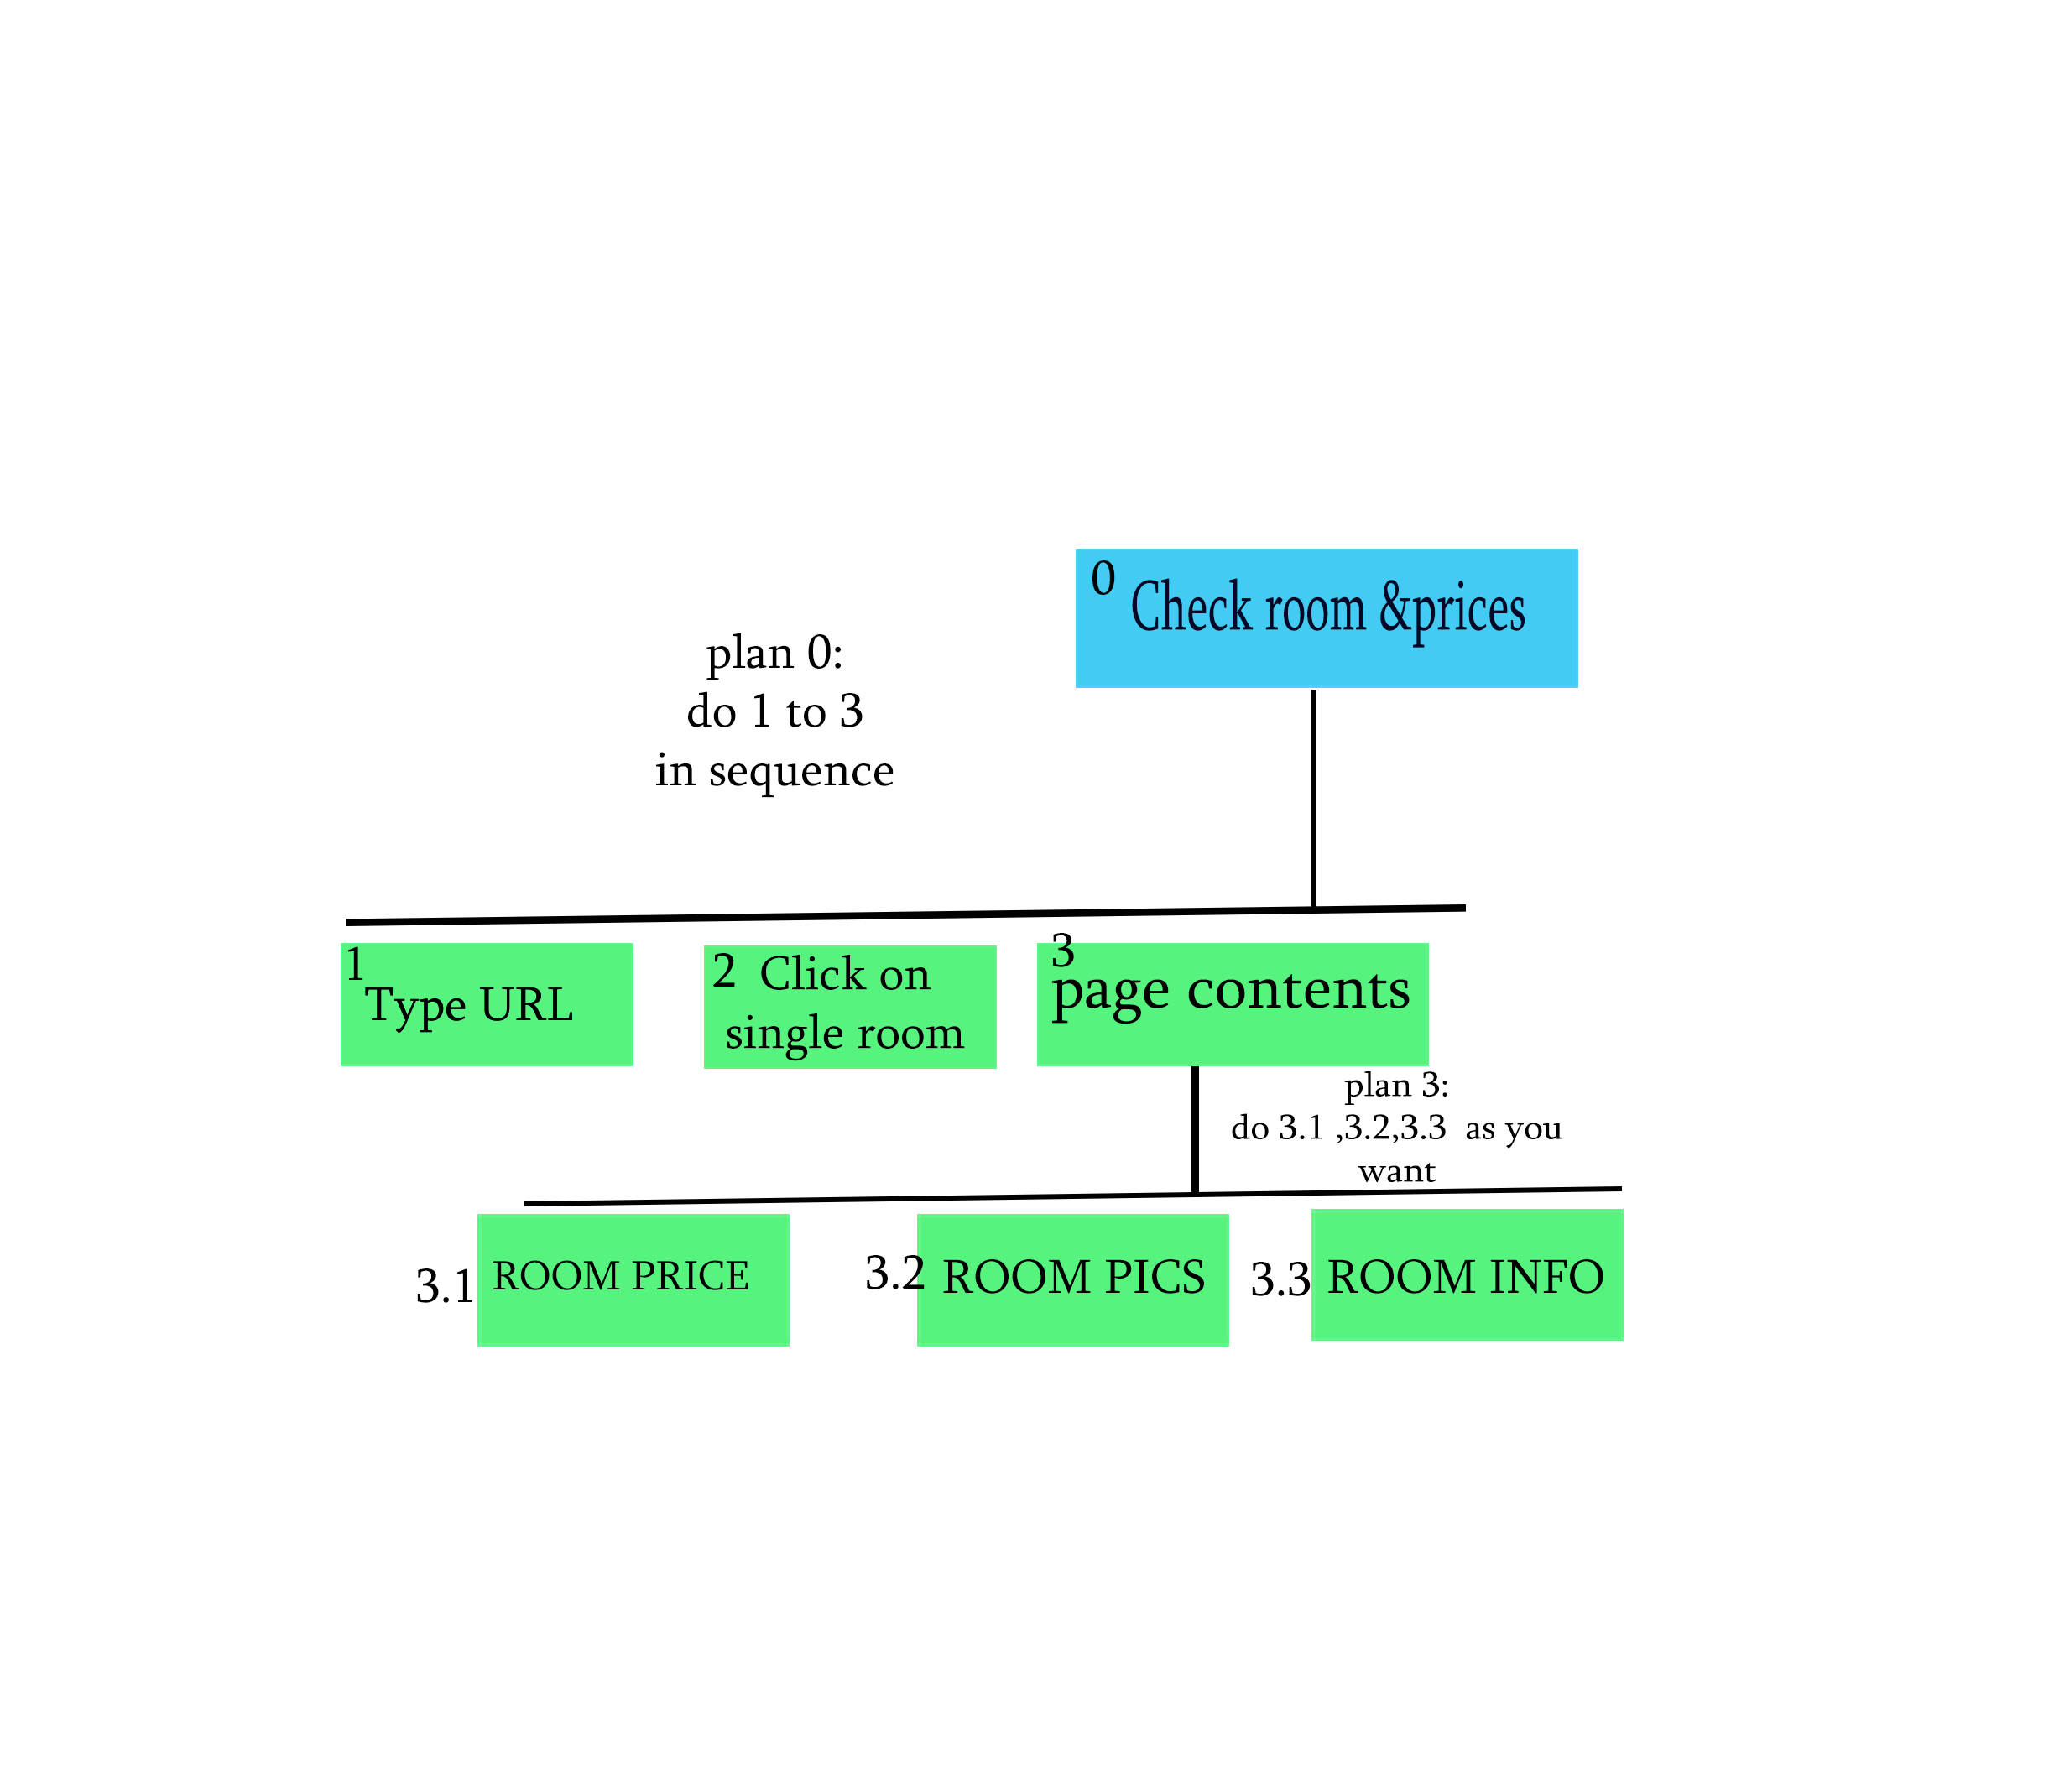 0 Check room &prices
plan 0:
do 1 to 3
in sequence
1
Type URL
2 Click on
single room
3
page contents
plan 3:
do 3.1 ,3.2,3.3 as you
want
3.1 ROOM PRICE
3.2 ROOM PICS
3.3 ROOM INFO